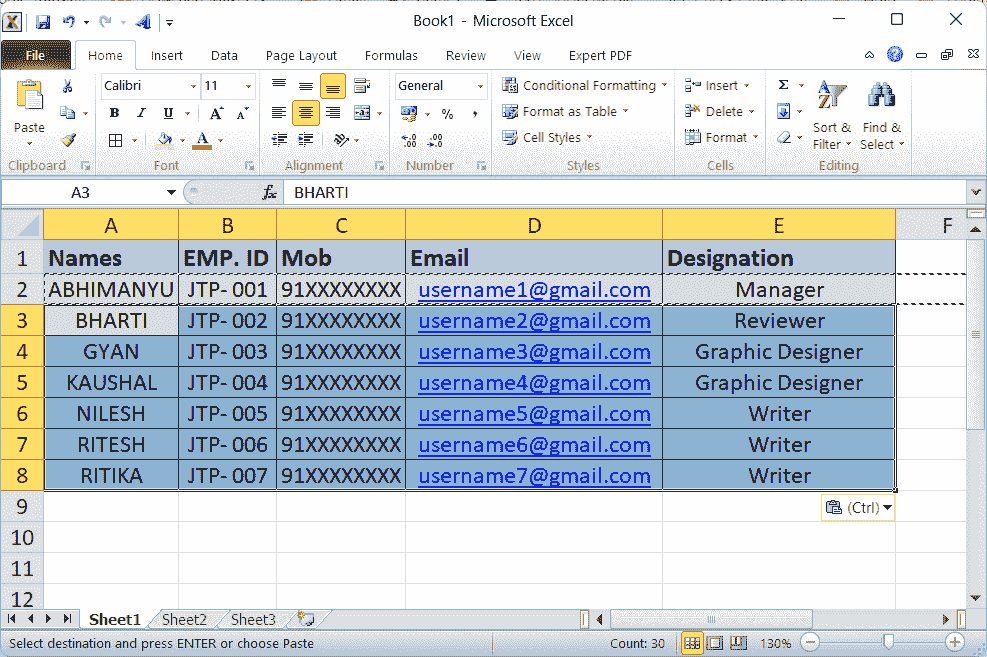 Book1 - Microsoft Excel
File Home Insert Data Page Layout Formulas Review View Expert PDF
Calibri 11 General Conditional Formatting Insert Σ
Paste B I U A A % , Format as Table Delete Sort & Filter Find & Select
A .00 .00 Cell Styles Format
Clipboard Font Alignment Number Styles Cells Editing
A3 fx BHARTI
A B C D E F
1 Names EMP. ID Mob Email Designation
2 ABHIMANYU JTP- 001 91XXXXXXXX username1@gmail.com Manager
3 BHARTI JTP- 002 91XXXXXXXX username2@gmail.com Reviewer
4 GYAN JTP- 003 91XXXXXXXX username3@gmail.com Graphic Designer
5 KAUSHAL JTP- 004 91XXXXXXXX username4@gmail.com Graphic Designer
6 NILESH JTP- 005 91XXXXXXXX username5@gmail.com Writer
7 RITESH JTP- 006 91XXXXXXXX username6@gmail.com Writer
8 RITIKA JTP- 007 91XXXXXXXX username7@gmail.com Writer
9 (Ctrl)
10
11
12
Sheet1 Sheet2 Sheet3
Select destination and press ENTER or choose Paste Count: 30 130%